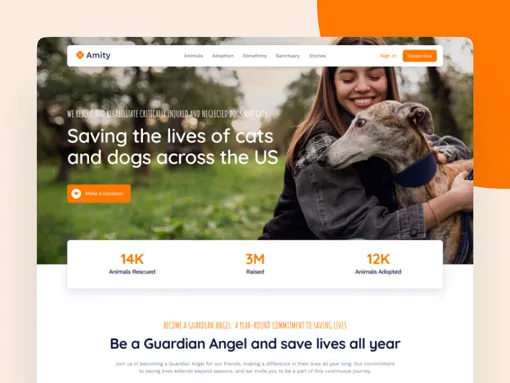 Amity
Animals Adoption Donations Sanctuary Stories
Sign In Donate Now
WE RESCUE AND REHABILITATE CRITICALLY INJURED AND NEGLECTED DOGS AND CATS
Saving the lives of cats
and dogs across the US
Make a Donation
14K 3M 12K
Animals Rescued Raised Animals Adopted
BECOME A GUARDIAN ANGEL: A YEAR-ROUND COMMITMENT TO SAVING LIVES
Be a Guardian Angel and save lives all year
Join us in becoming a Guardian Angel for our friends, making a difference in their lives all year long. Our commitment
to saving lives extends beyond seasons, and we invite you to be a part of this continuous journey.